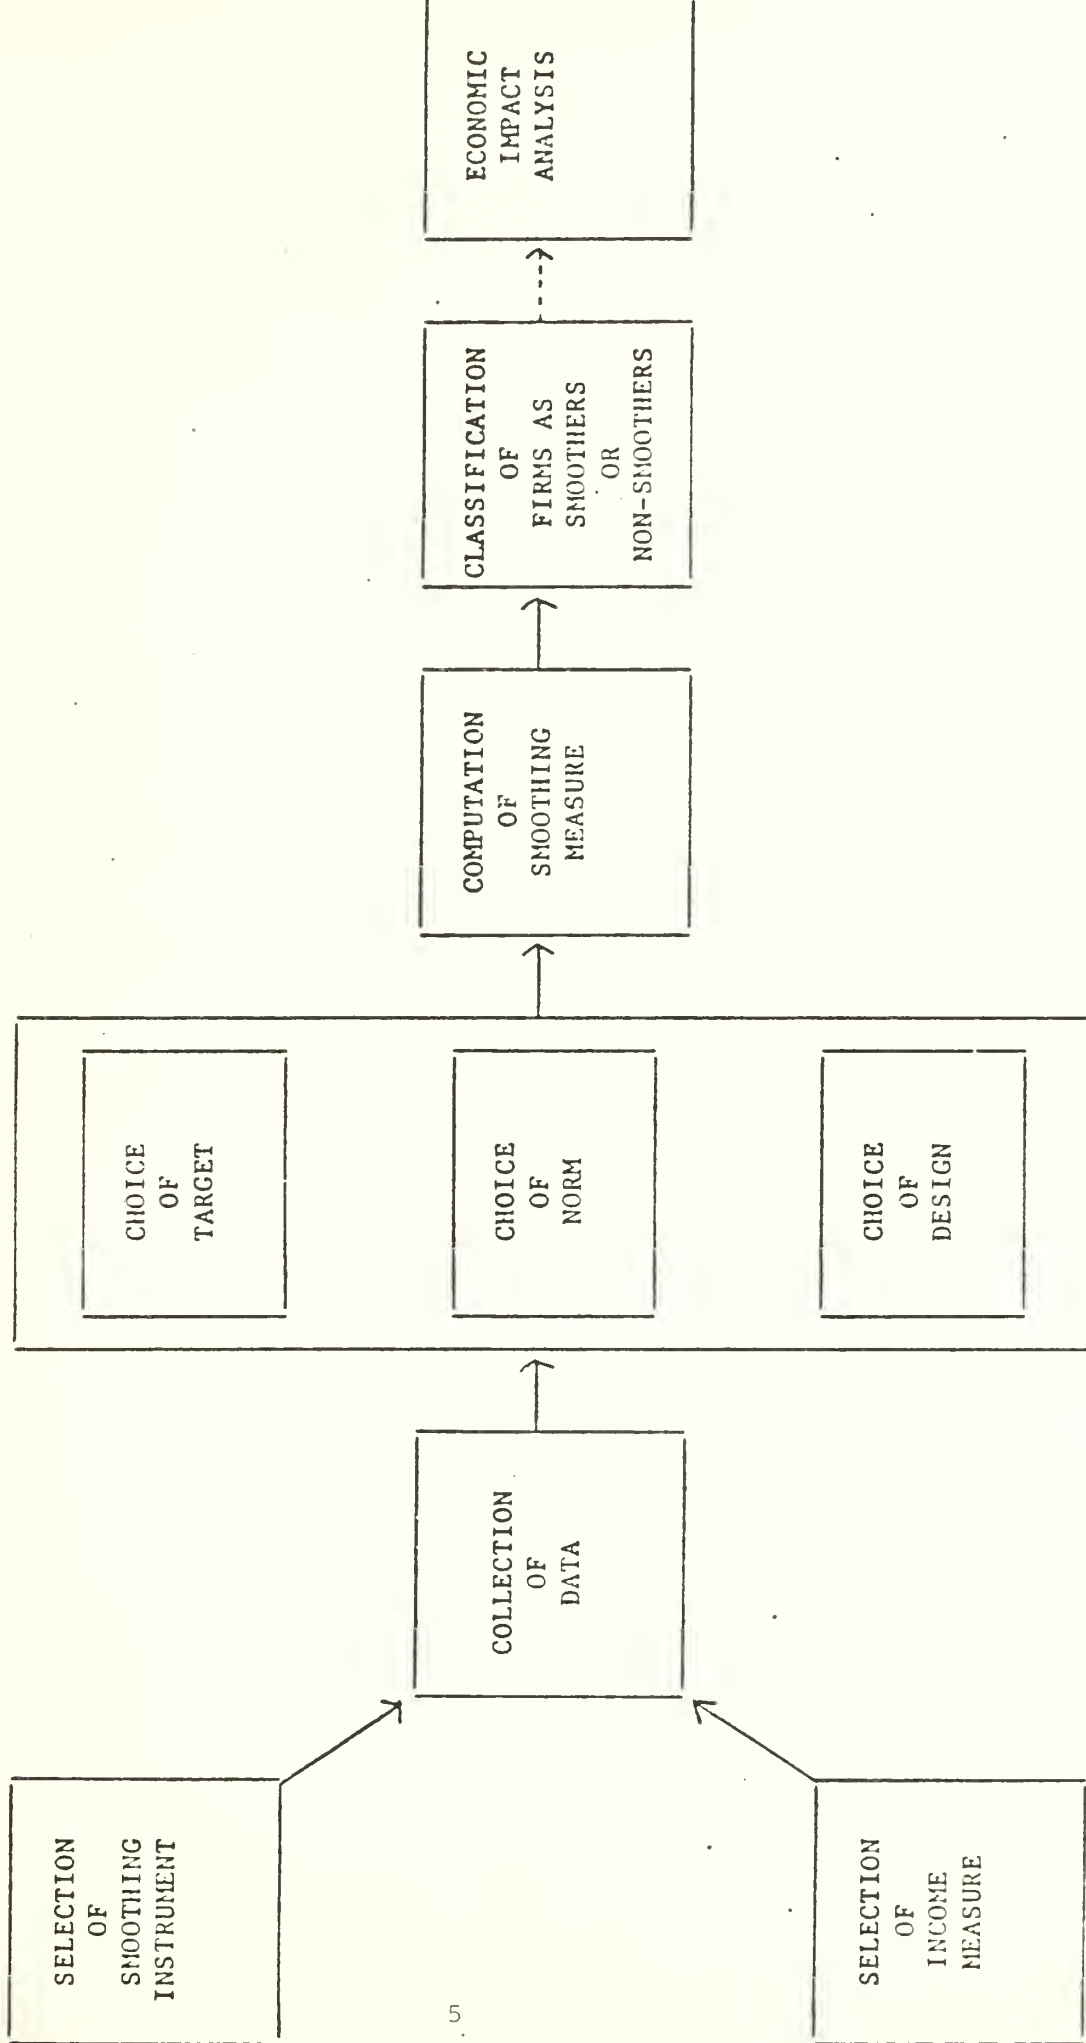 SELECTION
OF
SMOOTHING
INSTRUMENT
SELECTION
OF
INCOME
MEASURE
COLLECTION
OF
DATA
CHOICE
OF
TARGET
CHOICE
OF
NORM
CHOICE
OF
DESIGN
COMPUTATION
OF
SMOOTHING
MEASURE
CLASSIFICATION
OF
FIRMS AS
SMOOTHERS
OR
NON-SMOOTHERS
ECONOMIC
IMPACT
ANALYSIS
5